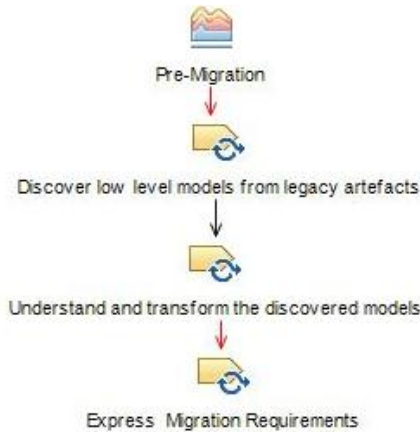 Pre-Migration
Discover low level models from legacy artefacts
Understand and transform the discovered models
Express Migration Requirements